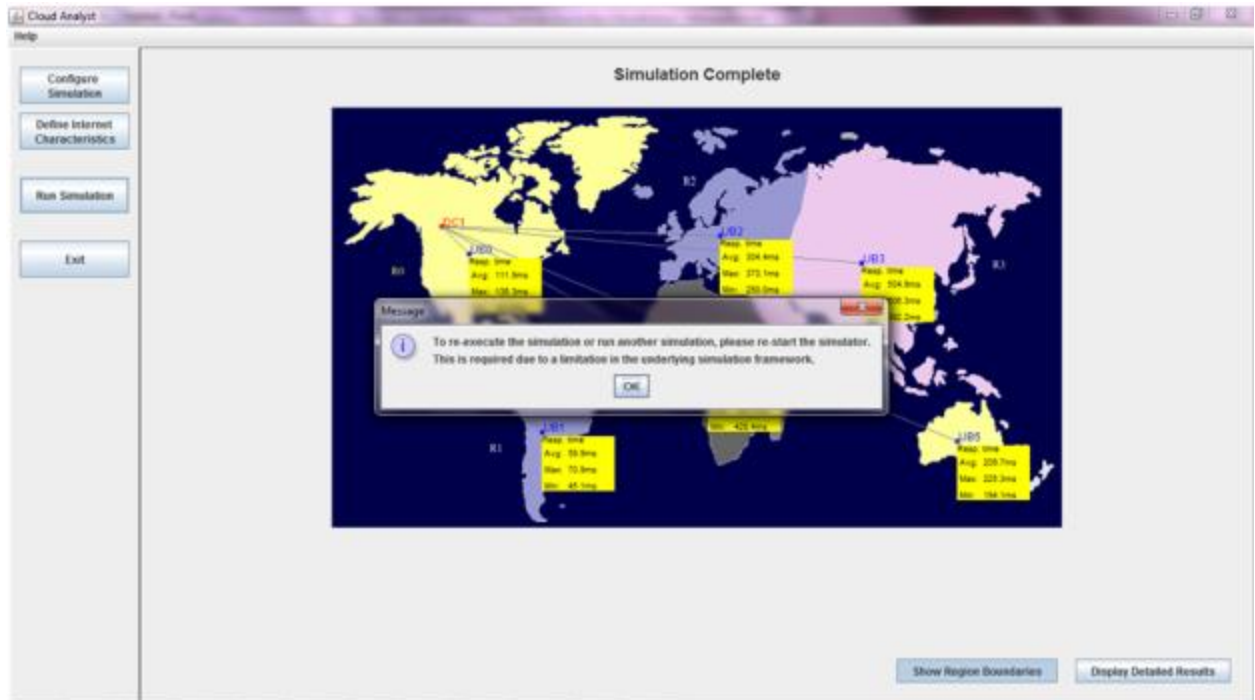 Cloud Analyst
Help
Configure
Simulation
Define Internet
Characteristics
Run Simulation
Exit
Simulation Complete
R2
DC1
UB0
Resp. time
Avg: 111.9ms
R0
UB2
Resp. time
Avg: 304.4ms
Max: 373.1ms
Min:
UB3
Resp. time
Avg: 504.9ms
R3
Message
To re-execute the simulation or run another simulation, please re-start the simulator.
This is required due to a limitation in the underlying simulation framework.
OK
UB1
Resp. time
Avg:
Max: 70.9ms
Min: 45.1ms
R1
UB5
Resp. time
Avg: 209.7ms
Max:
Min:
Show Region Boundaries
Display Detailed Results